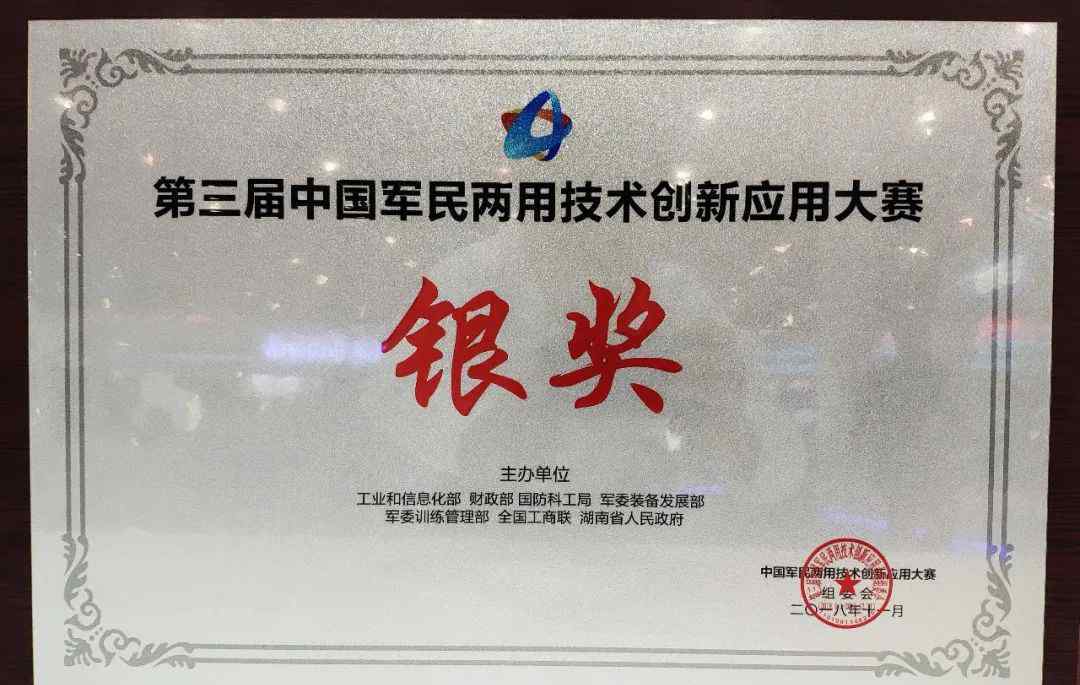 第三届中国军民两用技术创新应用大赛
银奖
主办单位
工业和信息化部 财政部 国防科工局 军委装备发展部
军委训练管理部 全国工商联 湖南省人民政府
中国军民两用技术创新应用大赛
组委会
二〇一八年十一月